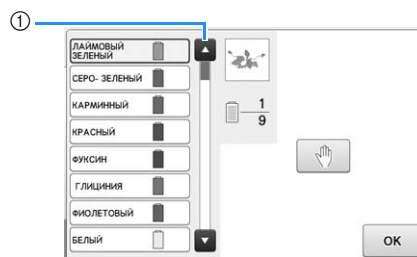 ①
ЛАЙМОВЫЙ
ЗЕЛЕНЫЙ
СЕРО- ЗЕЛЕНЫЙ
КАРМИННЫЙ
КРАСНЫЙ
ФУКСИН
ГЛИЦИНИЯ
ФИОЛЕТОВЫЙ
БЕЛЫЙ
1
9
OK